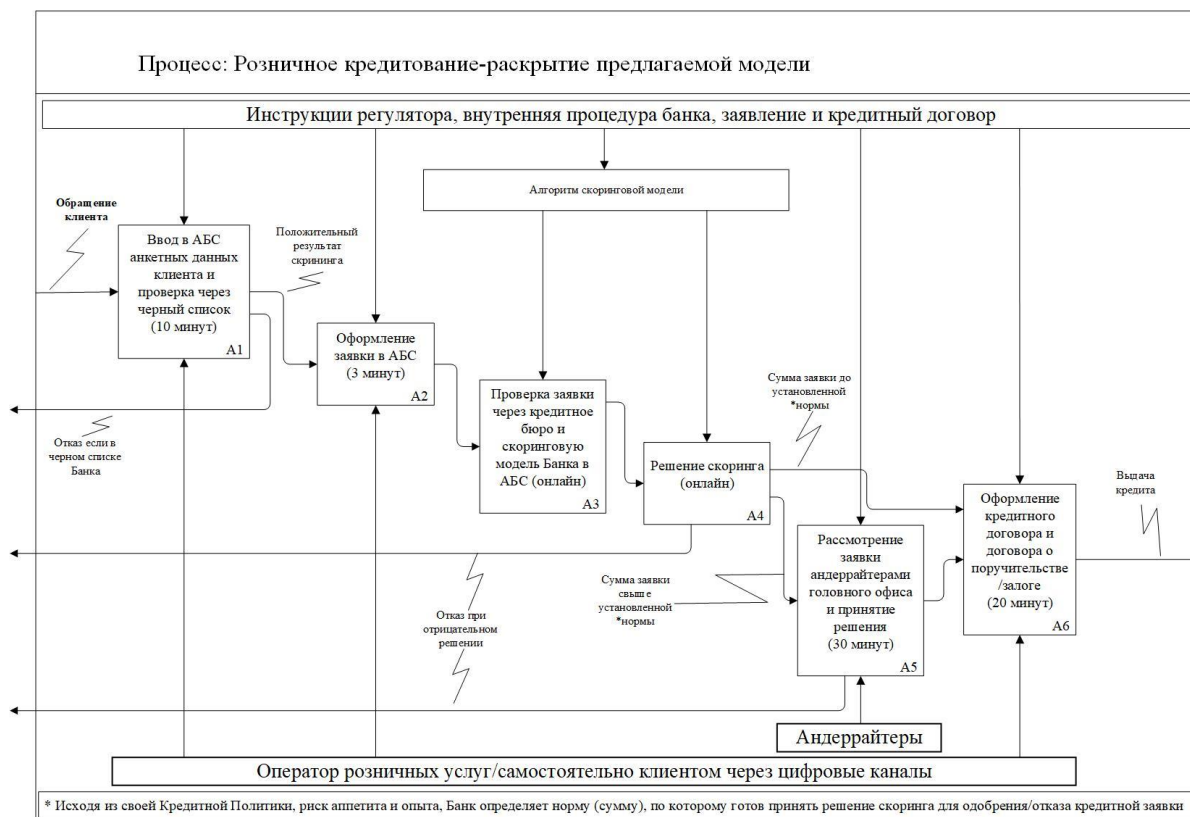 Процесс: Розничное кредитование-раскрытие предлагаемой модели
Инструкции регулятора, внутренняя процедура банка, заявление и кредитный договор
Алгоритм скоринговой модели
Обращение
клиента
Ввод в АБС
анкетных данных
клиента и
проверка через
черный список
(10 минут)
A1
Положительный
результат
скрининга
Оформление
заявки в АБС
(3 минут)
A2
Отказ если в
черном списке
Банка
Проверка заявки
через кредитное
бюро и
скоринговую
модель Банка в
АБС (онлайн)
A3
Решение скоринга
(онлайн)
A4
Сумма заявки до
установленной
*нормы
Сумма заявки
свыше
установленной
*нормы
Рассмотрение
заявки
андеррайтерами
головного офиса
и принятие
решения
(30 минут)
A5
Оформление
кредитного
договора и
договора о
поручительстве
/залоге
(20 минут)
A6
Выдача
кредита
Отказ при
отрицательном
решении
Андеррайтеры
Оператор розничных услуг/самостоятельно клиентом через цифровые каналы
* Исходя из своей Кредитной Политики, риск аппетита и опыта, Банк определяет норму (сумму), по которому готов принять решение скоринга для одобрения/отказа кредитной заявки